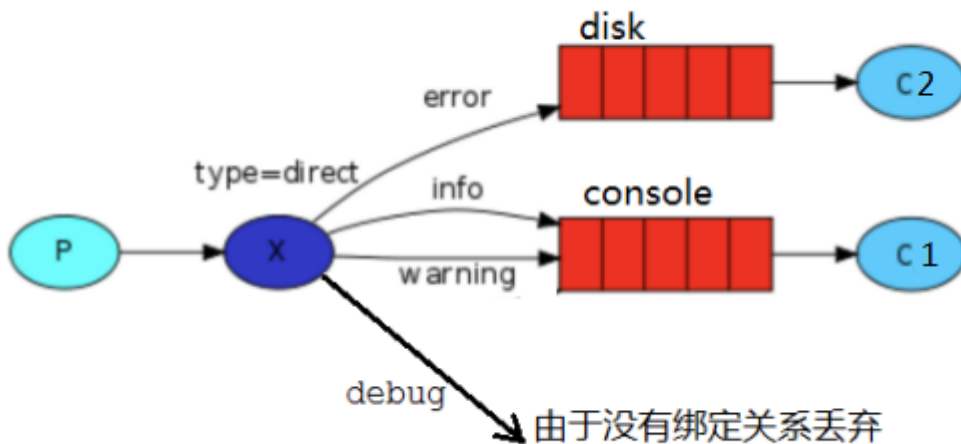 disk
C2
error
type=direct
info
console
P
X
C1
warning
debug
由于没有绑定关系丢弃